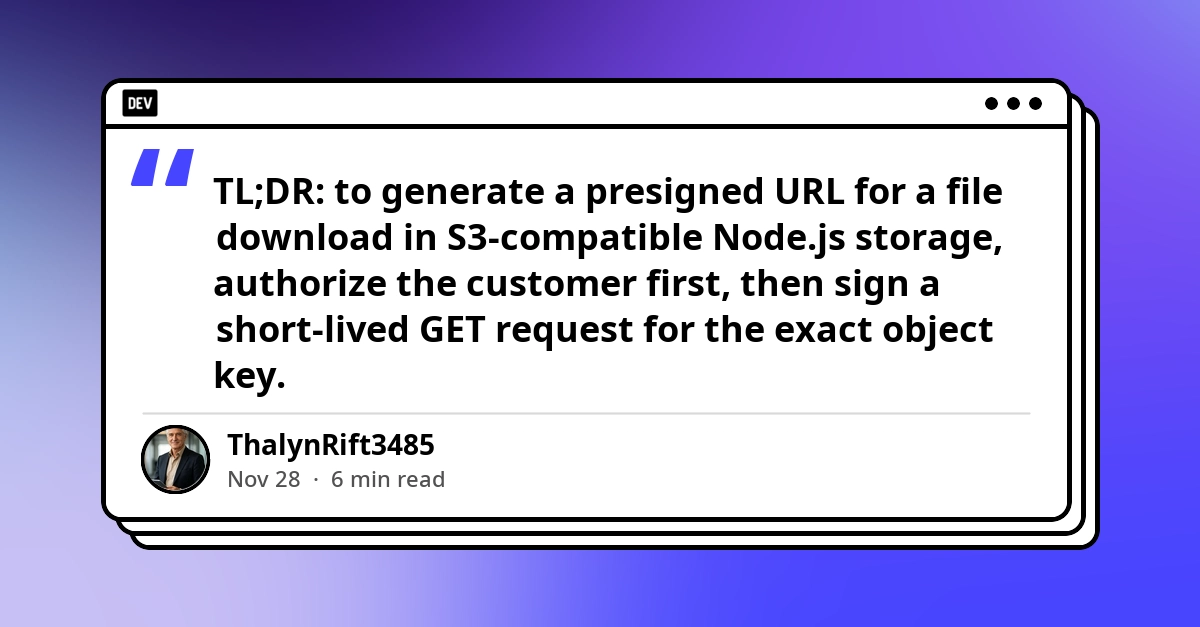 DEV
TL;DR: to generate a presigned URL for a file
download in S3-compatible Node.js storage,
authorize the customer first, then sign a
short-lived GET request for the exact object
key.
ThalynRift3485
Nov 28 · 6 min read